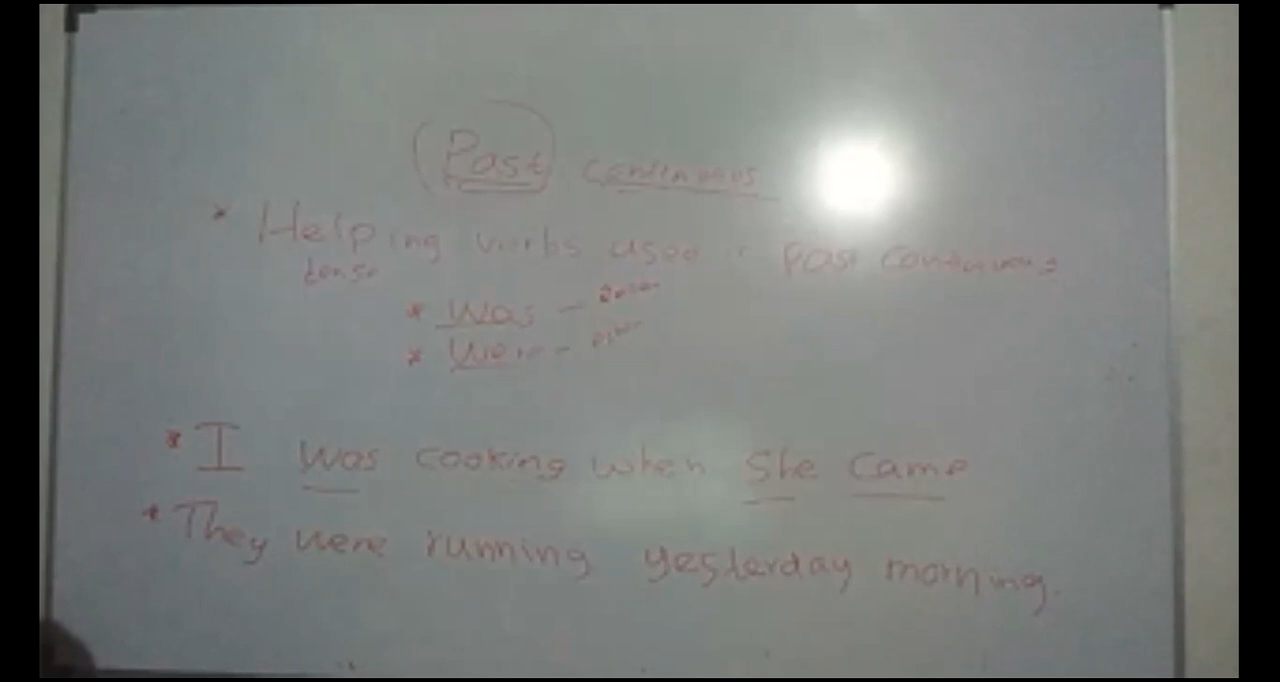 Past continuous
* Helping verbs used in past continuous
tense
* Was -
* Were -
* I was cooking when She came
* They were running yesterday morning.